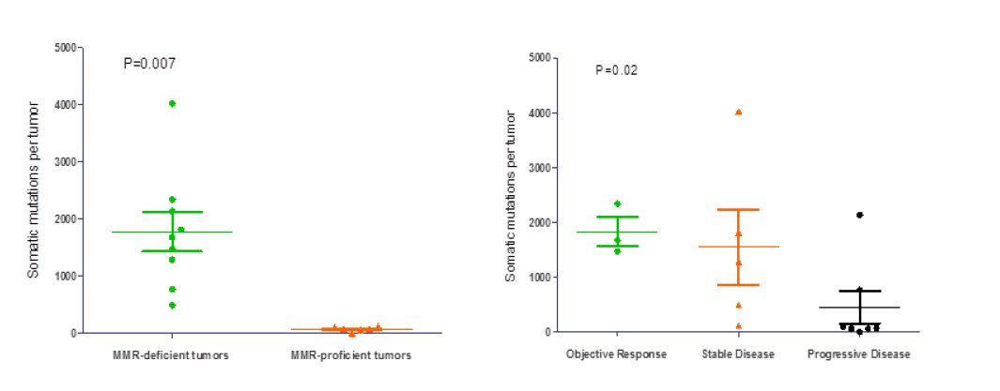 5000
P=0.007
4000
3000
2000
1000
0
Somatic mutations per tumor
MMR-deficient tumors
MMR-proficient tumors
5000
P=0.02
4000
3000
2000
1000
0
Somatic mutations per tumor
Objective Response
Stable Disease
Progressive Disease